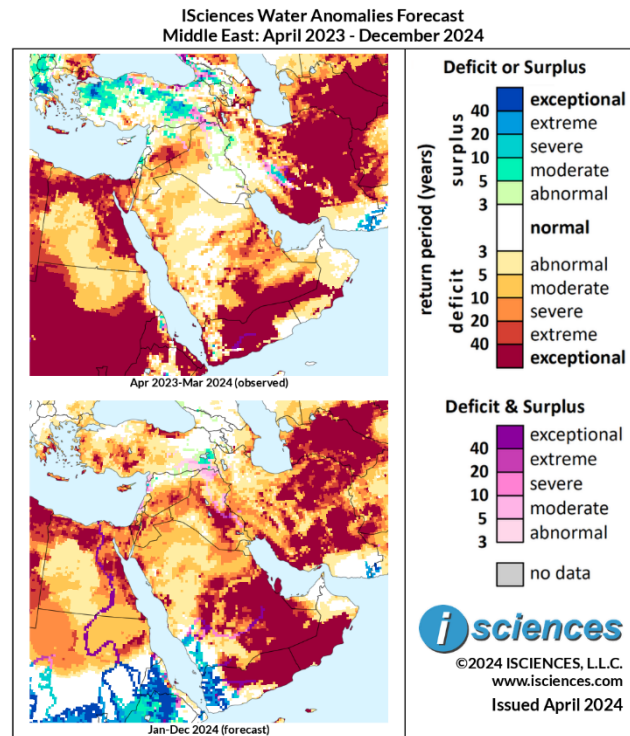 ISciences Water Anomalies Forecast
Middle East: April 2023 - December 2024
Apr 2023-Mar 2024 (observed)
Jan-Dec 2024 (forecast)
Deficit or Surplus
return period (years)
surplus
deficit
40
20
10
5
3
3
5
10
20
40
exceptional
extreme
severe
moderate
abnormal
normal
abnormal
moderate
severe
extreme
exceptional
Deficit & Surplus
40
20
10
5
3
exceptional
extreme
severe
moderate
abnormal
no data
i sciences
©2024 ISCIENCES, L.L.C.
www.isciences.com
Issued April 2024